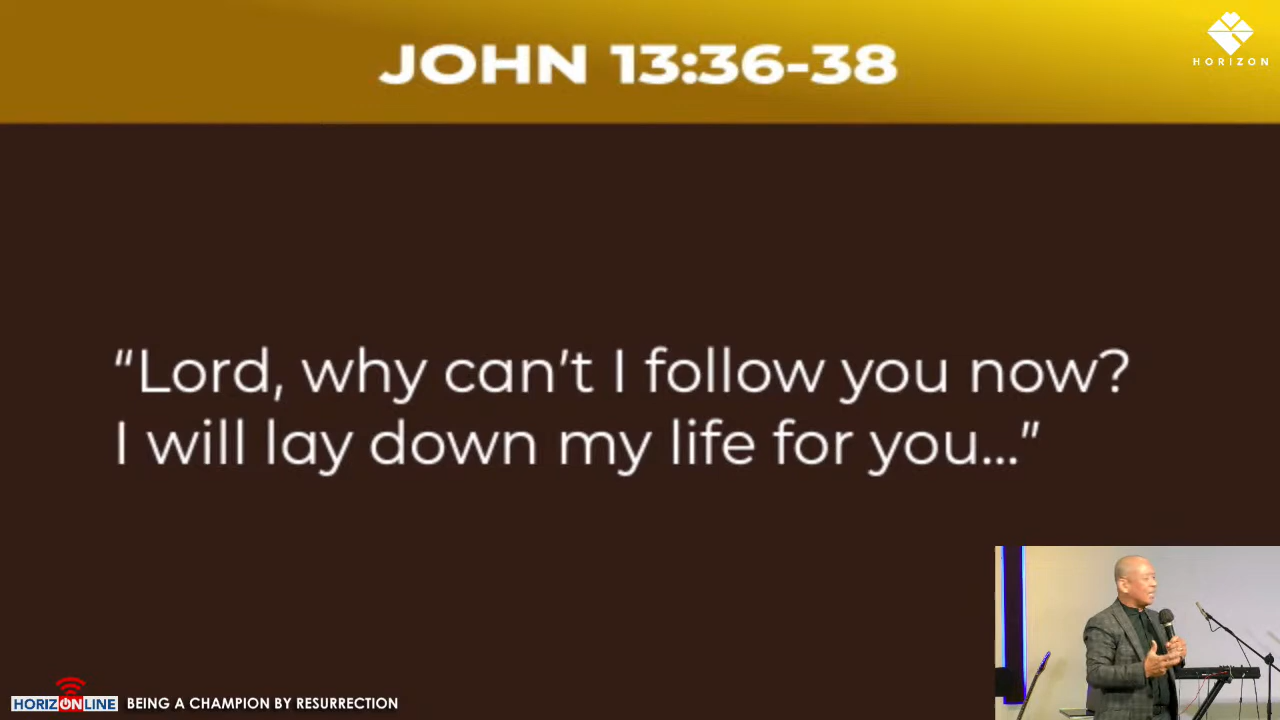 JOHN 13:36-38
HORIZON
“Lord, why can’t I follow you now?
I will lay down my life for you...”
HORIZONLINE BEING A CHAMPION BY RESURRECTION